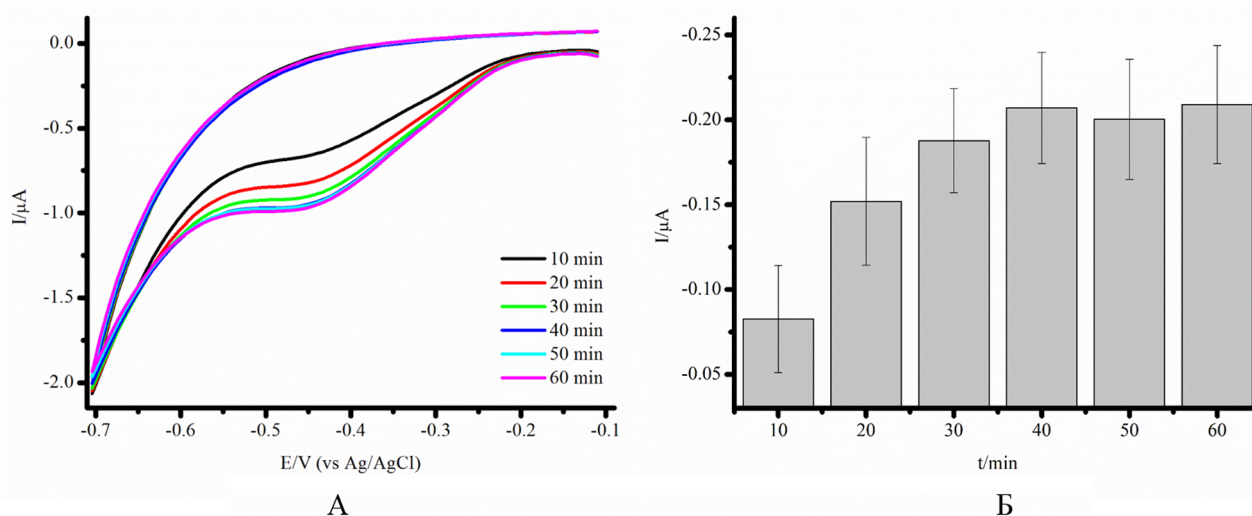 0.0
-0.5
-1.0
-1.5
-2.0
I/μA
-0.7 -0.6 -0.5 -0.4 -0.3 -0.2 -0.1
E/V (vs Ag/AgCl)
10 min
20 min
30 min
40 min
50 min
60 min
А
-0.25
-0.20
-0.15
-0.10
-0.05
I/μA
10 20 30 40 50 60
t/min
Б